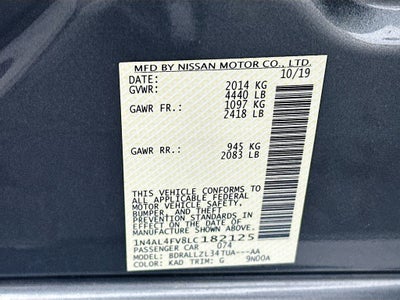 MFD BY NISSAN MOTOR CO., LTD.
DATE: 10/19
GVWR: 2014 KG
4440 LB
GAWR FR.: 1097 KG
2418 LB
GAWR RR.: 945 KG
2083 LB
THIS VEHICLE CONFORMS TO
ALL APPLICABLE FEDERAL
MOTOR VEHICLE SAFETY,
BUMPER, AND THEFT
PREVENTION STANDARDS IN
EFFECT ON THE DATE OF
MANUFACTURE SHOWN ABOVE.
1N4AL4FV8LC182125
PASSENGER CAR 074
MODEL: BDRALLZL34TUA---AA
COLOR: KAD TRIM: G 9N00A